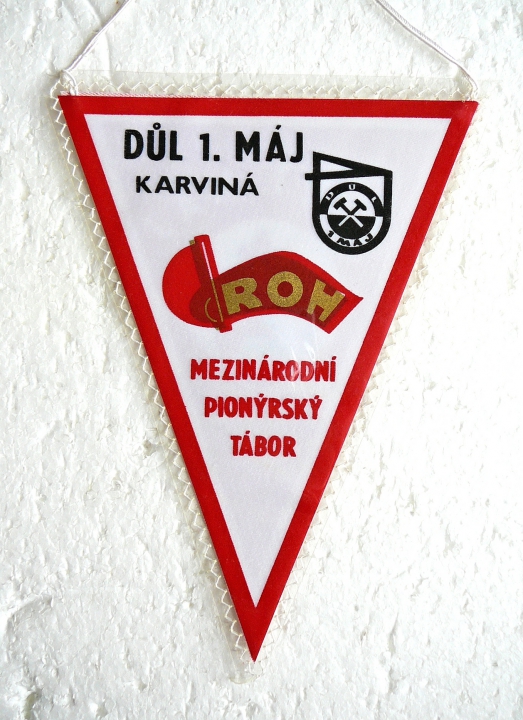 DŮL 1. MÁJ
KARVINÁ
DŮL
1 MÁJ
ROH
MEZINÁRODNÍ
PIONÝRSKÝ
TÁBOR